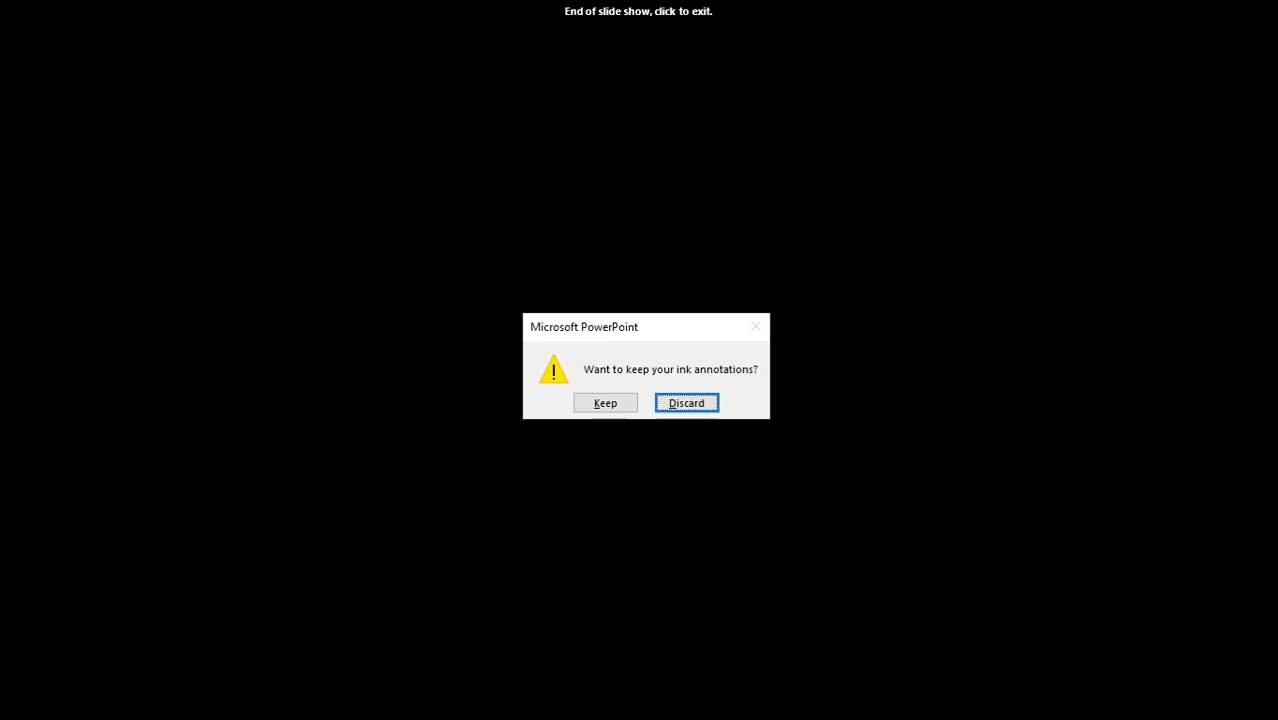 End of slide show, click to exit.
Microsoft PowerPoint
Want to keep your ink annotations?
Keep Discard